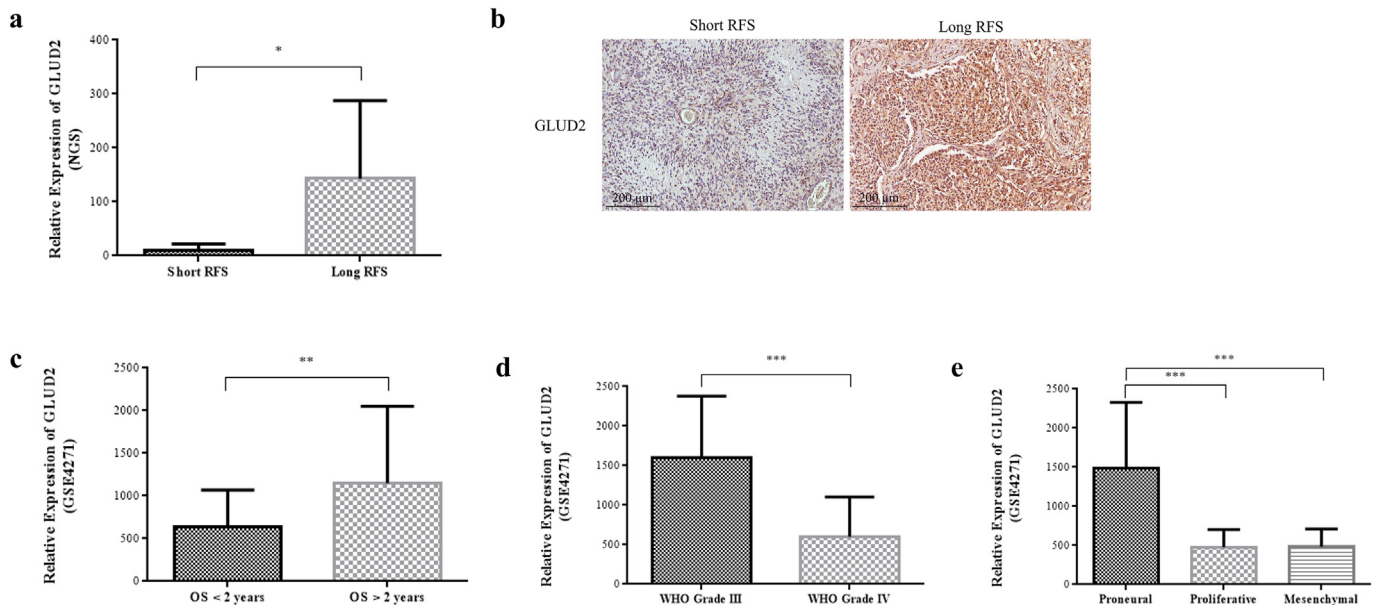 a
Relative Expression of GLUD2
(NGS)
400
300
200
100
0
*
Short RFS
Long RFS
b
Short RFS
Long RFS
GLUD2
200 μm
200 μm
c
Relative Expression of GLUD2
(GSE4271)
2500
2000
1500
1000
500
0
**
OS < 2 years
OS > 2 years
d
Relative Expression of GLUD2
(GSE4271)
2500
2000
1500
1000
500
0
***
WHO Grade III
WHO Grade IV
e
Relative Expression of GLUD2
(GSE4271)
2500
2000
1500
1000
500
0
***
***
Proneural
Proliferative
Mesenchymal